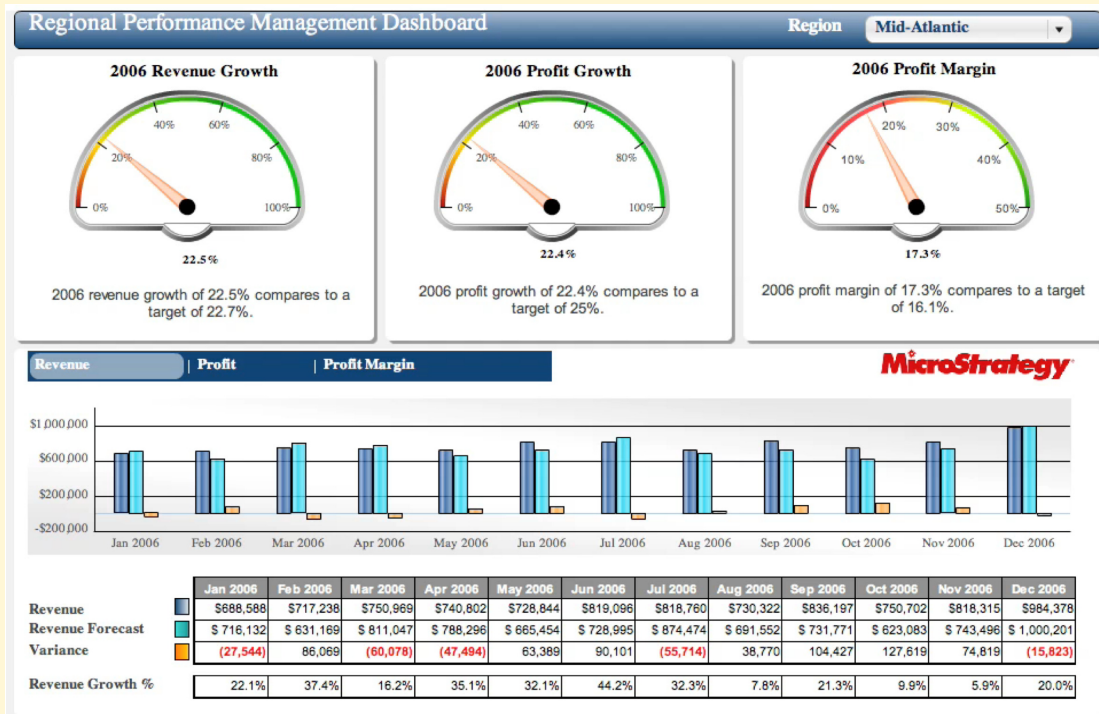 Regional Performance Management Dashboard
Region Mid-Atlantic
2006 Revenue Growth
0% 20% 40% 60% 80% 100%
22.5%
2006 revenue growth of 22.5% compares to a
target of 22.7%.
2006 Profit Growth
0% 20% 40% 60% 80% 100%
22.4%
2006 profit growth of 22.4% compares to a
target of 25%.
2006 Profit Margin
0% 10% 20% 30% 40% 50%
17.3%
2006 profit margin of 17.3% compares to a target
of 16.1%.
Revenue | Profit | Profit Margin
MicroStrategy
$1,000,000
$600,000
$200,000
-$200,000
Jan 2006 Feb 2006 Mar 2006 Apr 2006 May 2006 Jun 2006 Jul 2006 Aug 2006 Sep 2006 Oct 2006 Nov 2006 Dec 2006
Jan 2006 Feb 2006 Mar 2006 Apr 2006 May 2006 Jun 2006 Jul 2006 Aug 2006 Sep 2006 Oct 2006 Nov 2006 Dec 2006
Revenue $688,588 $717,238 $750,969 $740,802 $728,844 $819,096 $818,760 $730,322 $836,197 $750,702 $818,315 $984,378
Revenue Forecast $ 716,132 $ 631,169 $ 811,047 $ 788,296 $ 665,454 $ 728,995 $ 874,474 $ 691,552 $ 731,771 $ 623,083 $ 743,496 $ 1,000,201
Variance (27,544) 86,069 (60,078) (47,494) 63,389 90,101 (55,714) 38,770 104,427 127,619 74,819 (15,823)
Revenue Growth % 22.1% 37.4% 16.2% 35.1% 32.1% 44.2% 32.3% 7.8% 21.3% 9.9% 5.9% 20.0%